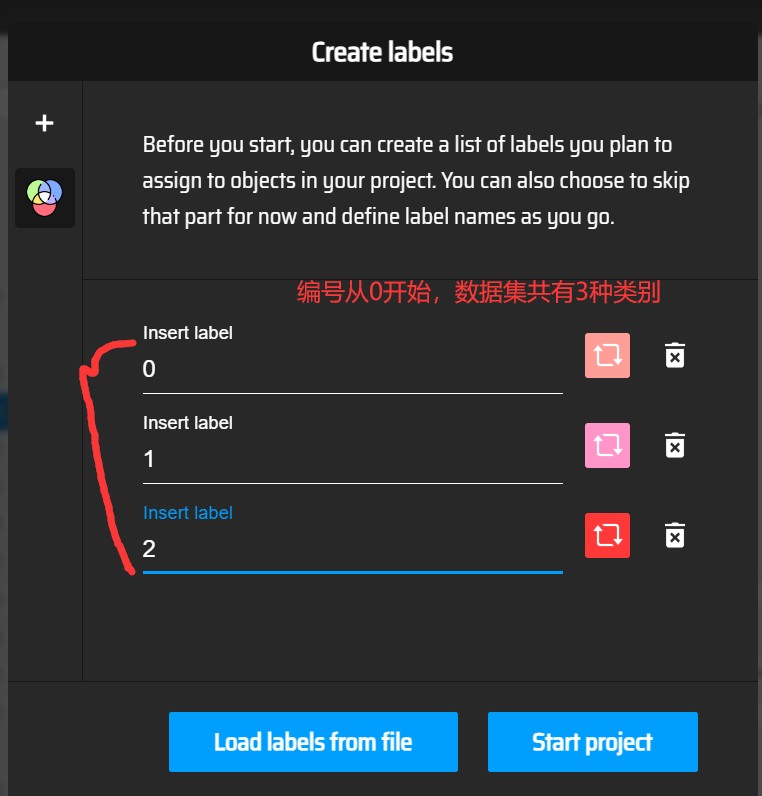 Create labels
Before you start, you can create a list of labels you plan to
assign to objects in your project. You can also choose to skip
that part for now and define label names as you go.
编号从0开始，数据集共有3种类别
Insert label
0
Insert label
1
Insert label
2
Load labels from file
Start project